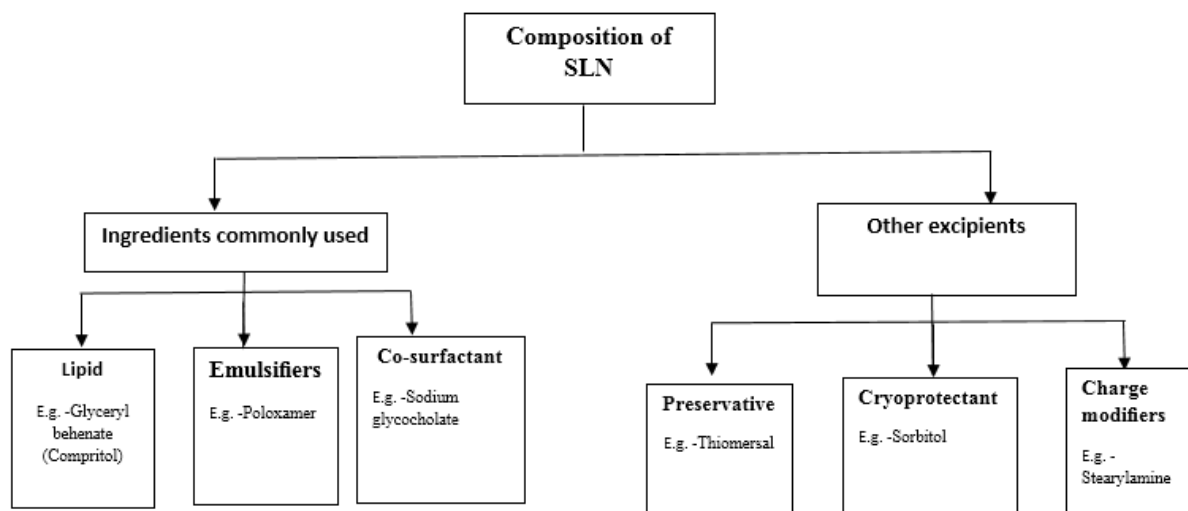 Composition of
SLN
Ingredients commonly used
Other excipients
Lipid
E.g. -Glyceryl
behenate
(Compritol)
Emulsifiers
E.g. -Poloxamer
Co-surfactant
E.g. -Sodium
glycocholate
Preservative
E.g. -Thiomersal
Cryoprotectant
E.g. -Sorbitol
Charge
modifiers
E.g. -
Stearylamine